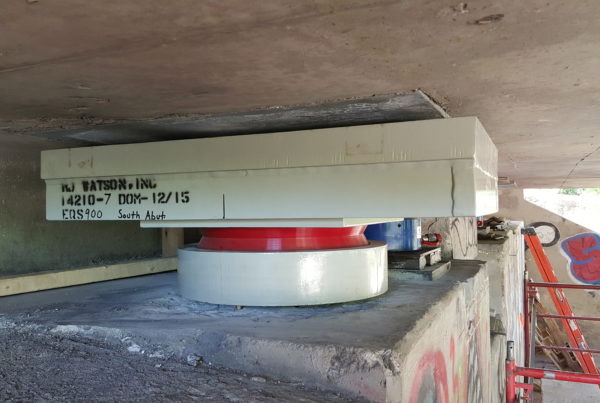 RJ WATSON, INC
14210-7 DOM-12/15
EQS900 South Abut